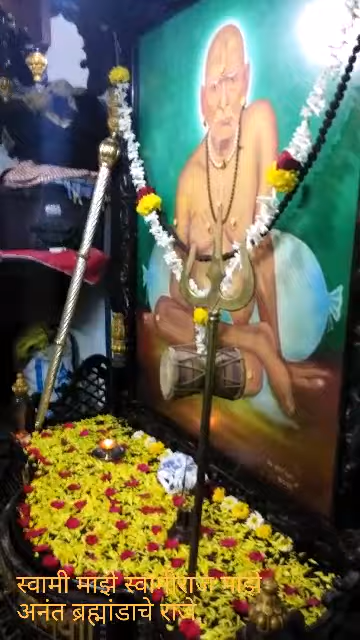 स्वामी माझे स्वामीराज माझे
अनंत ब्रह्मांडाचे राजे